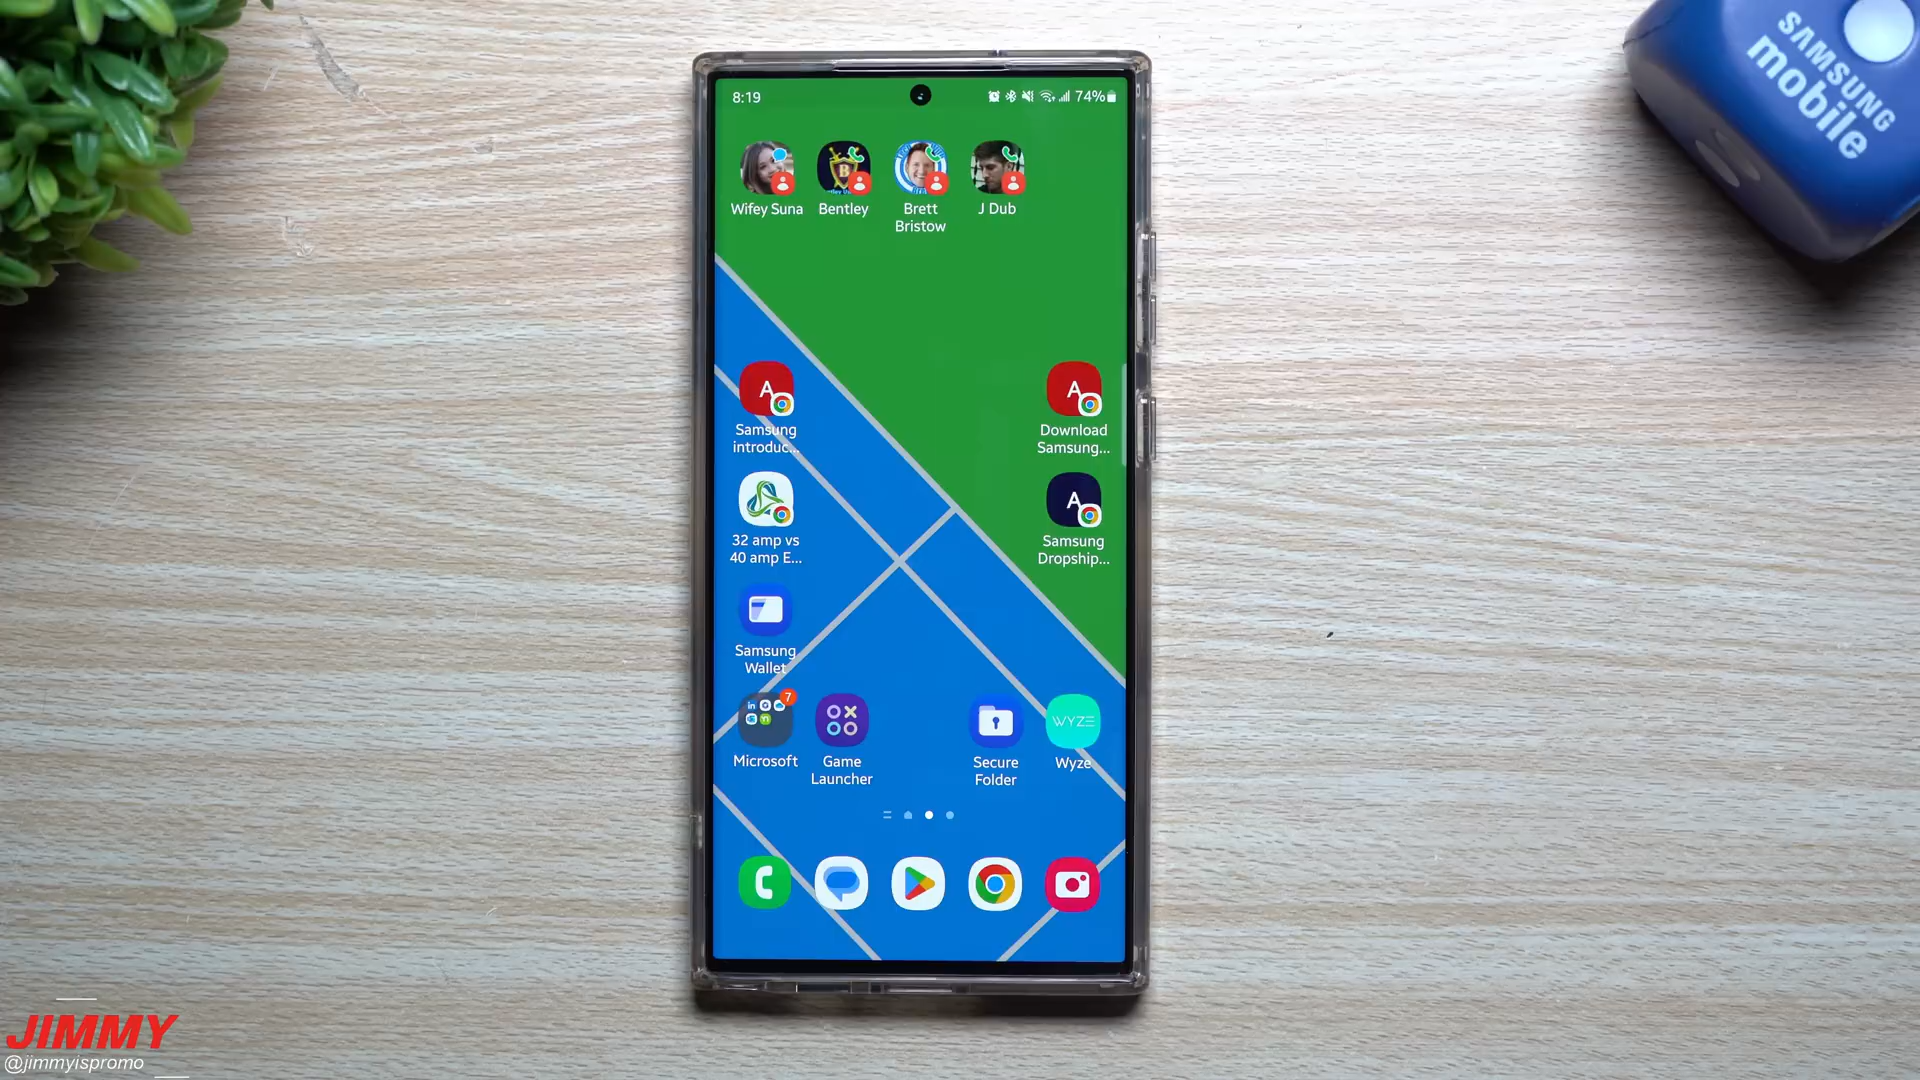 SAMSUNG
mobile
8:19
74%
Wifey Suna
Bentley
Brett
Bristow
J Dub
Samsung
introduc...
Download
Samsung...
32 amp vs
40 amp E...
Samsung
Dropship...
Samsung
Wallet
7
Microsoft
Game
Launcher
Secure
Folder
WYZE
Wyze
JIMMY
@jimmyispromo